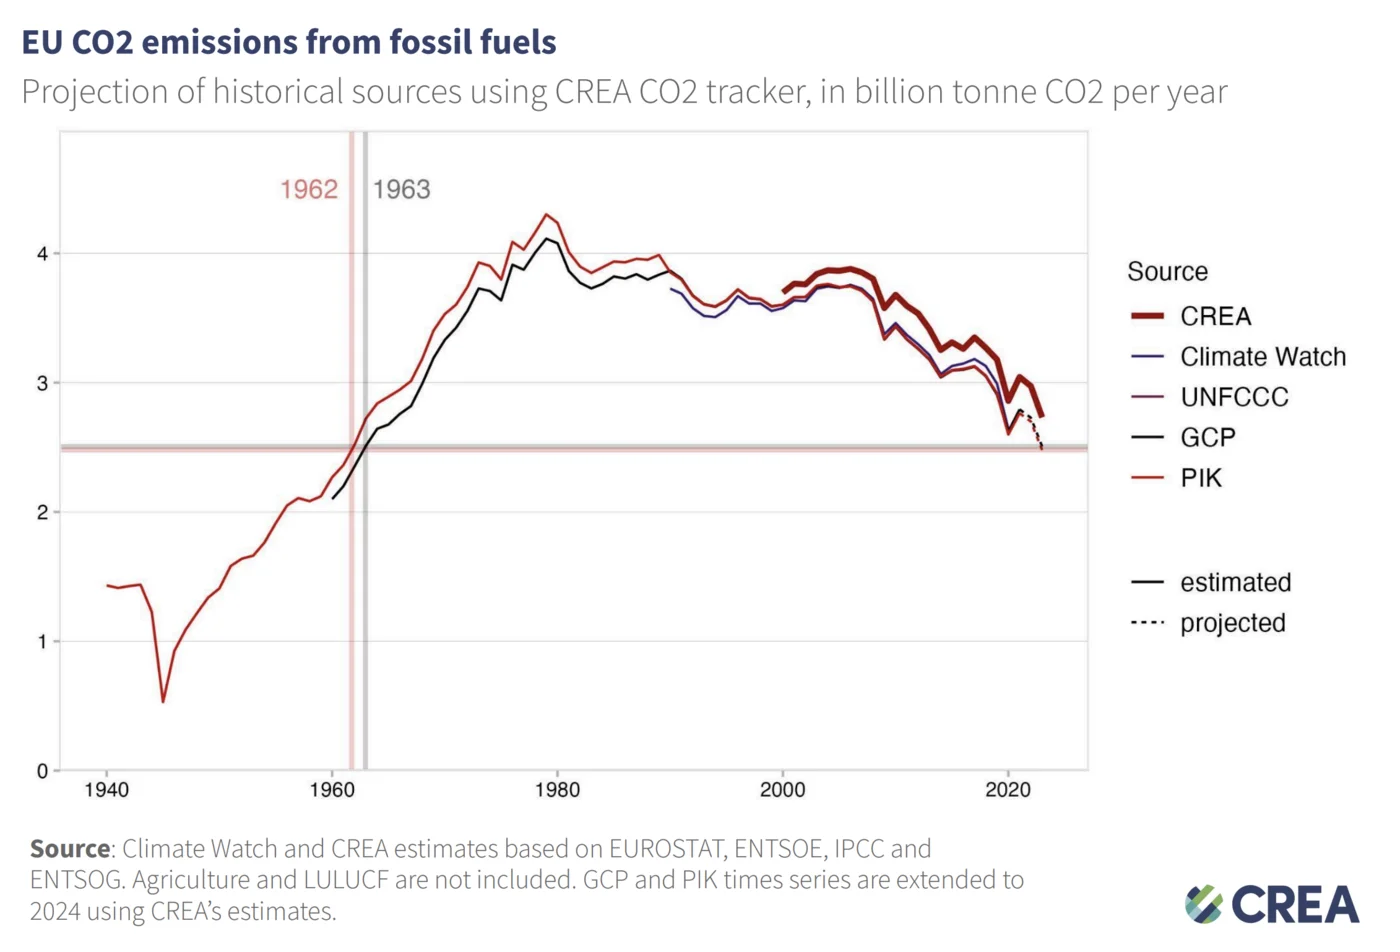 EU CO2 emissions from fossil fuels
Projection of historical sources using CREA CO2 tracker, in billion tonne CO2 per year
1962
1963
4
3
2
1
0
1940
1960
1980
2000
2020
Source
CREA
Climate Watch
UNFCCC
GCP
PIK
estimated
projected
Source: Climate Watch and CREA estimates based on EUROSTAT, ENTSOE, IPCC and
ENTSOG. Agriculture and LULUCF are not included. GCP and PIK times series are extended to
2024 using CREA's estimates.
CREA